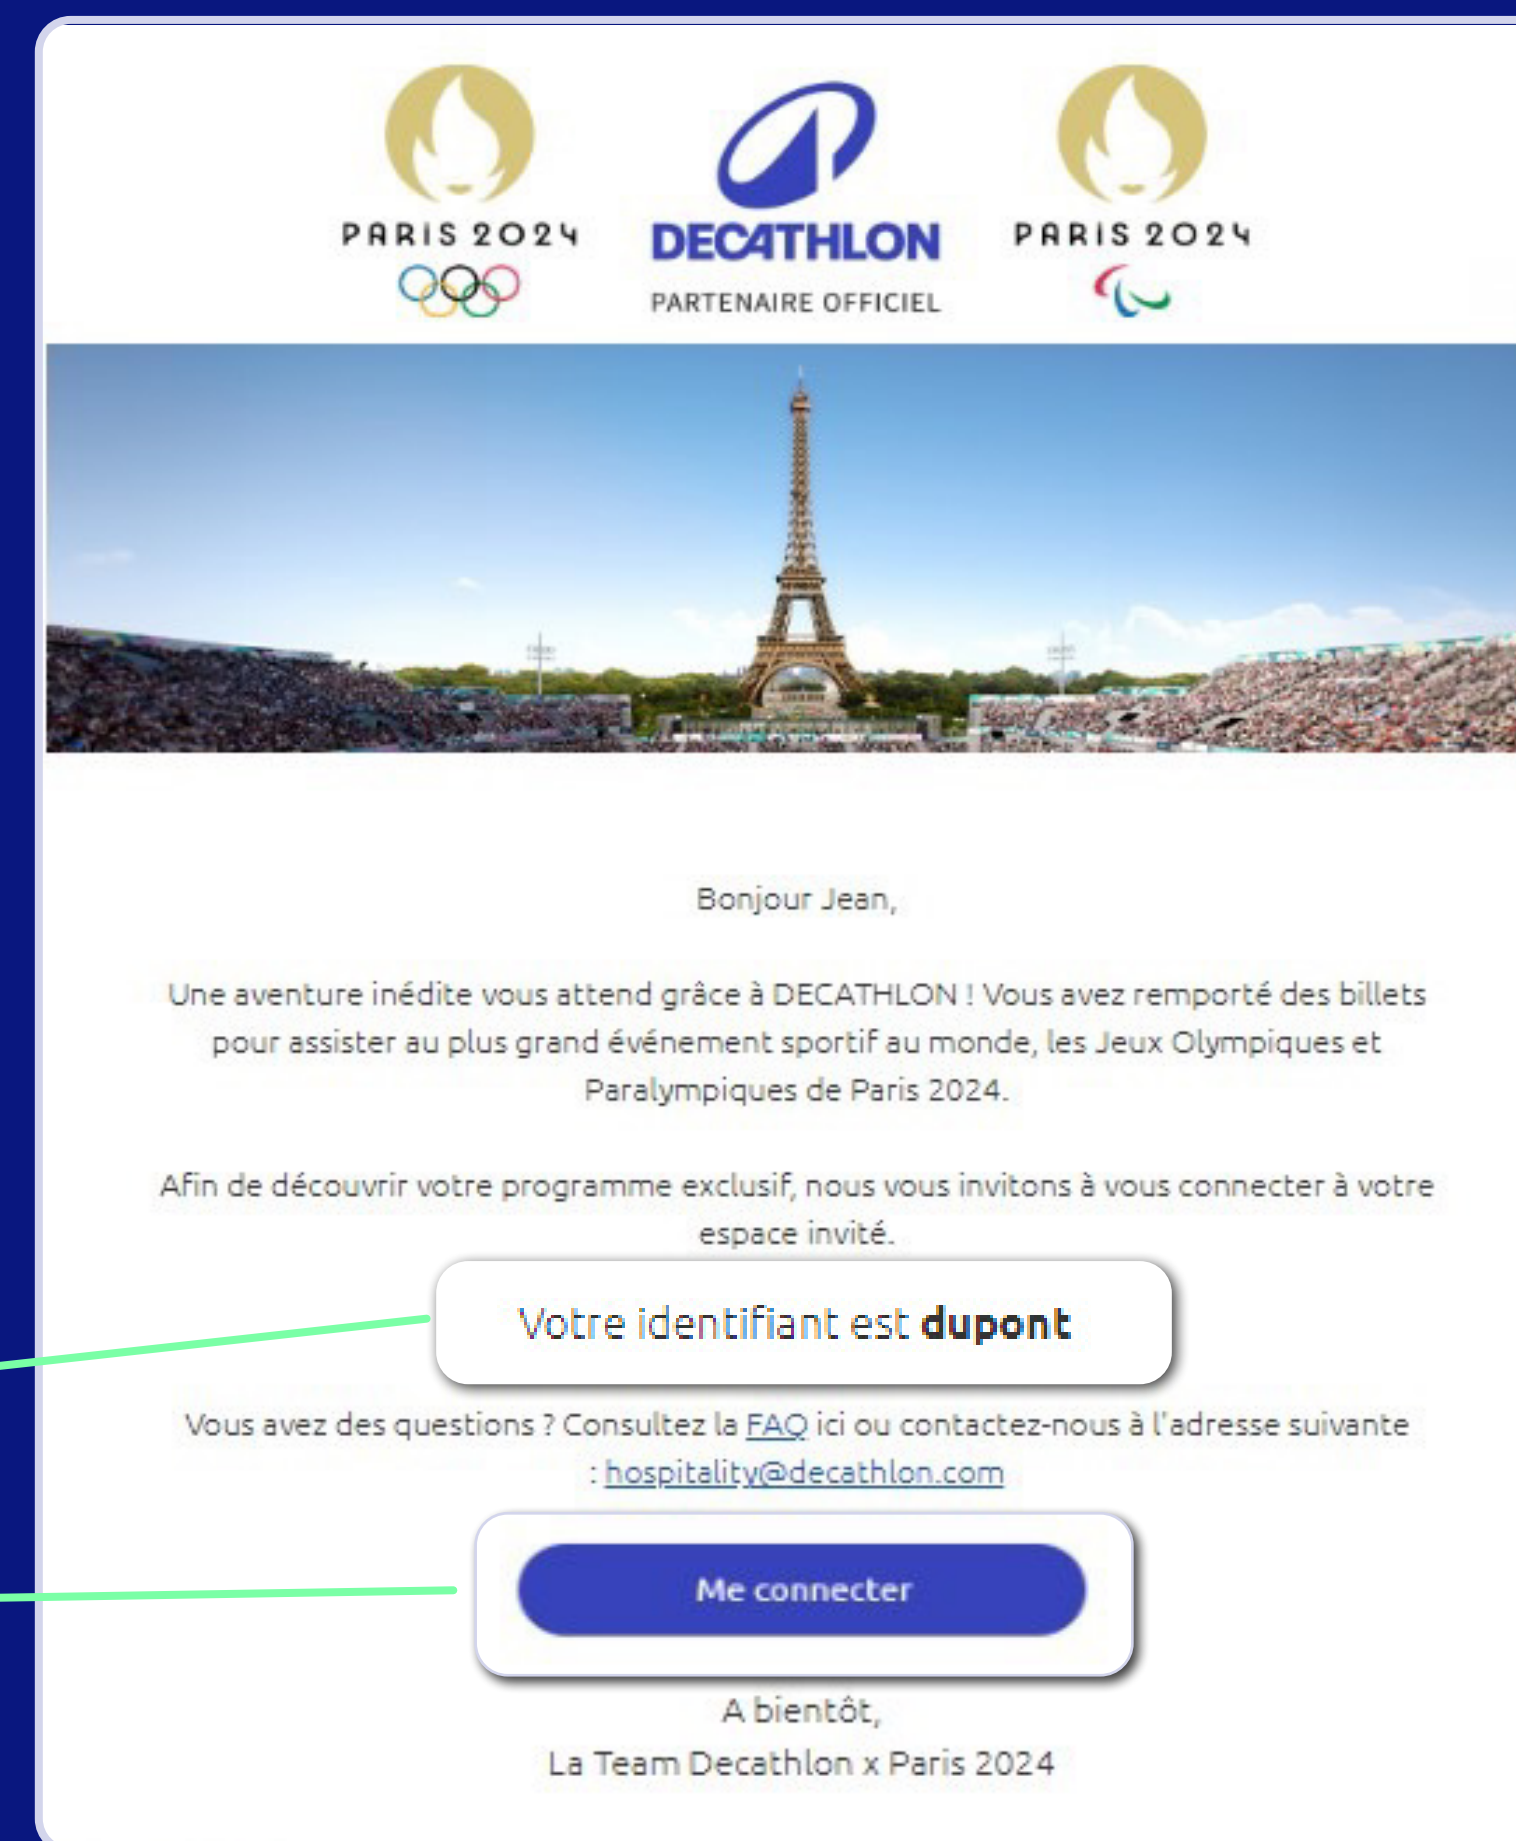 PARIS 2024
DECATHLON
PARTENAIRE OFFICIEL
PARIS 2024
Bonjour Jean,
Une aventure inédite vous attend grâce à DECATHLON ! Vous avez remporté des billets
pour assister au plus grand événement sportif au monde, les Jeux Olympiques et
Paralympiques de Paris 2024.
Afin de découvrir votre programme exclusif, nous vous invitons à vous connecter à votre
espace invité.
Votre identifiant est dupont
Vous avez des questions ? Consultez la FAQ ici ou contactez-nous à l'adresse suivante
: hospitality@decathlon.com
Me connecter
A bientôt,
La Team Decathlon x Paris 2024